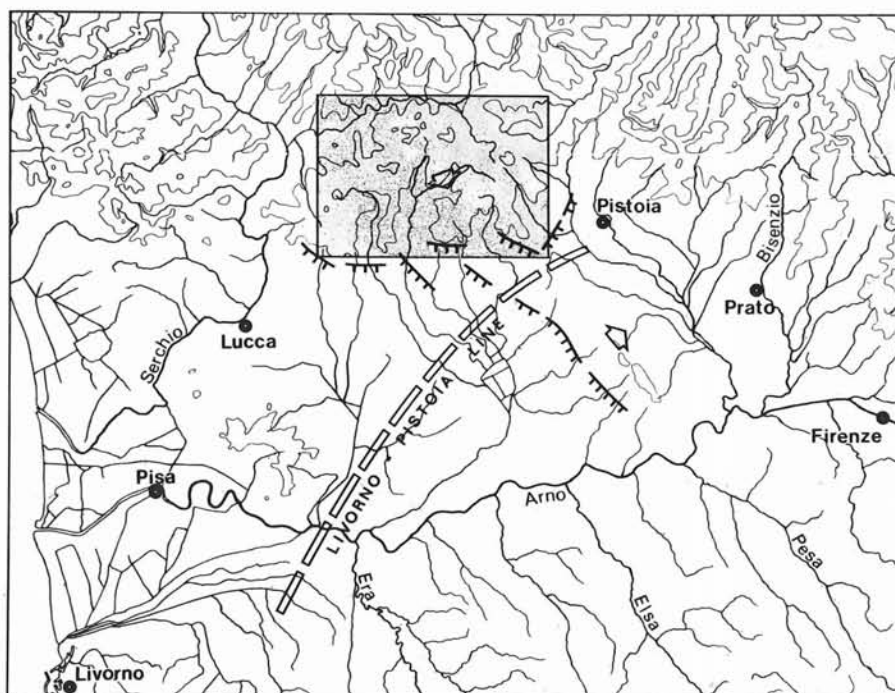 Pistoia
Bisenzio
Prato
Serchio
Lucca
LIVORNO PISTOIA LINE
Firenze
Pisa
Arno
Era
Elsa
Pesa
Livorno